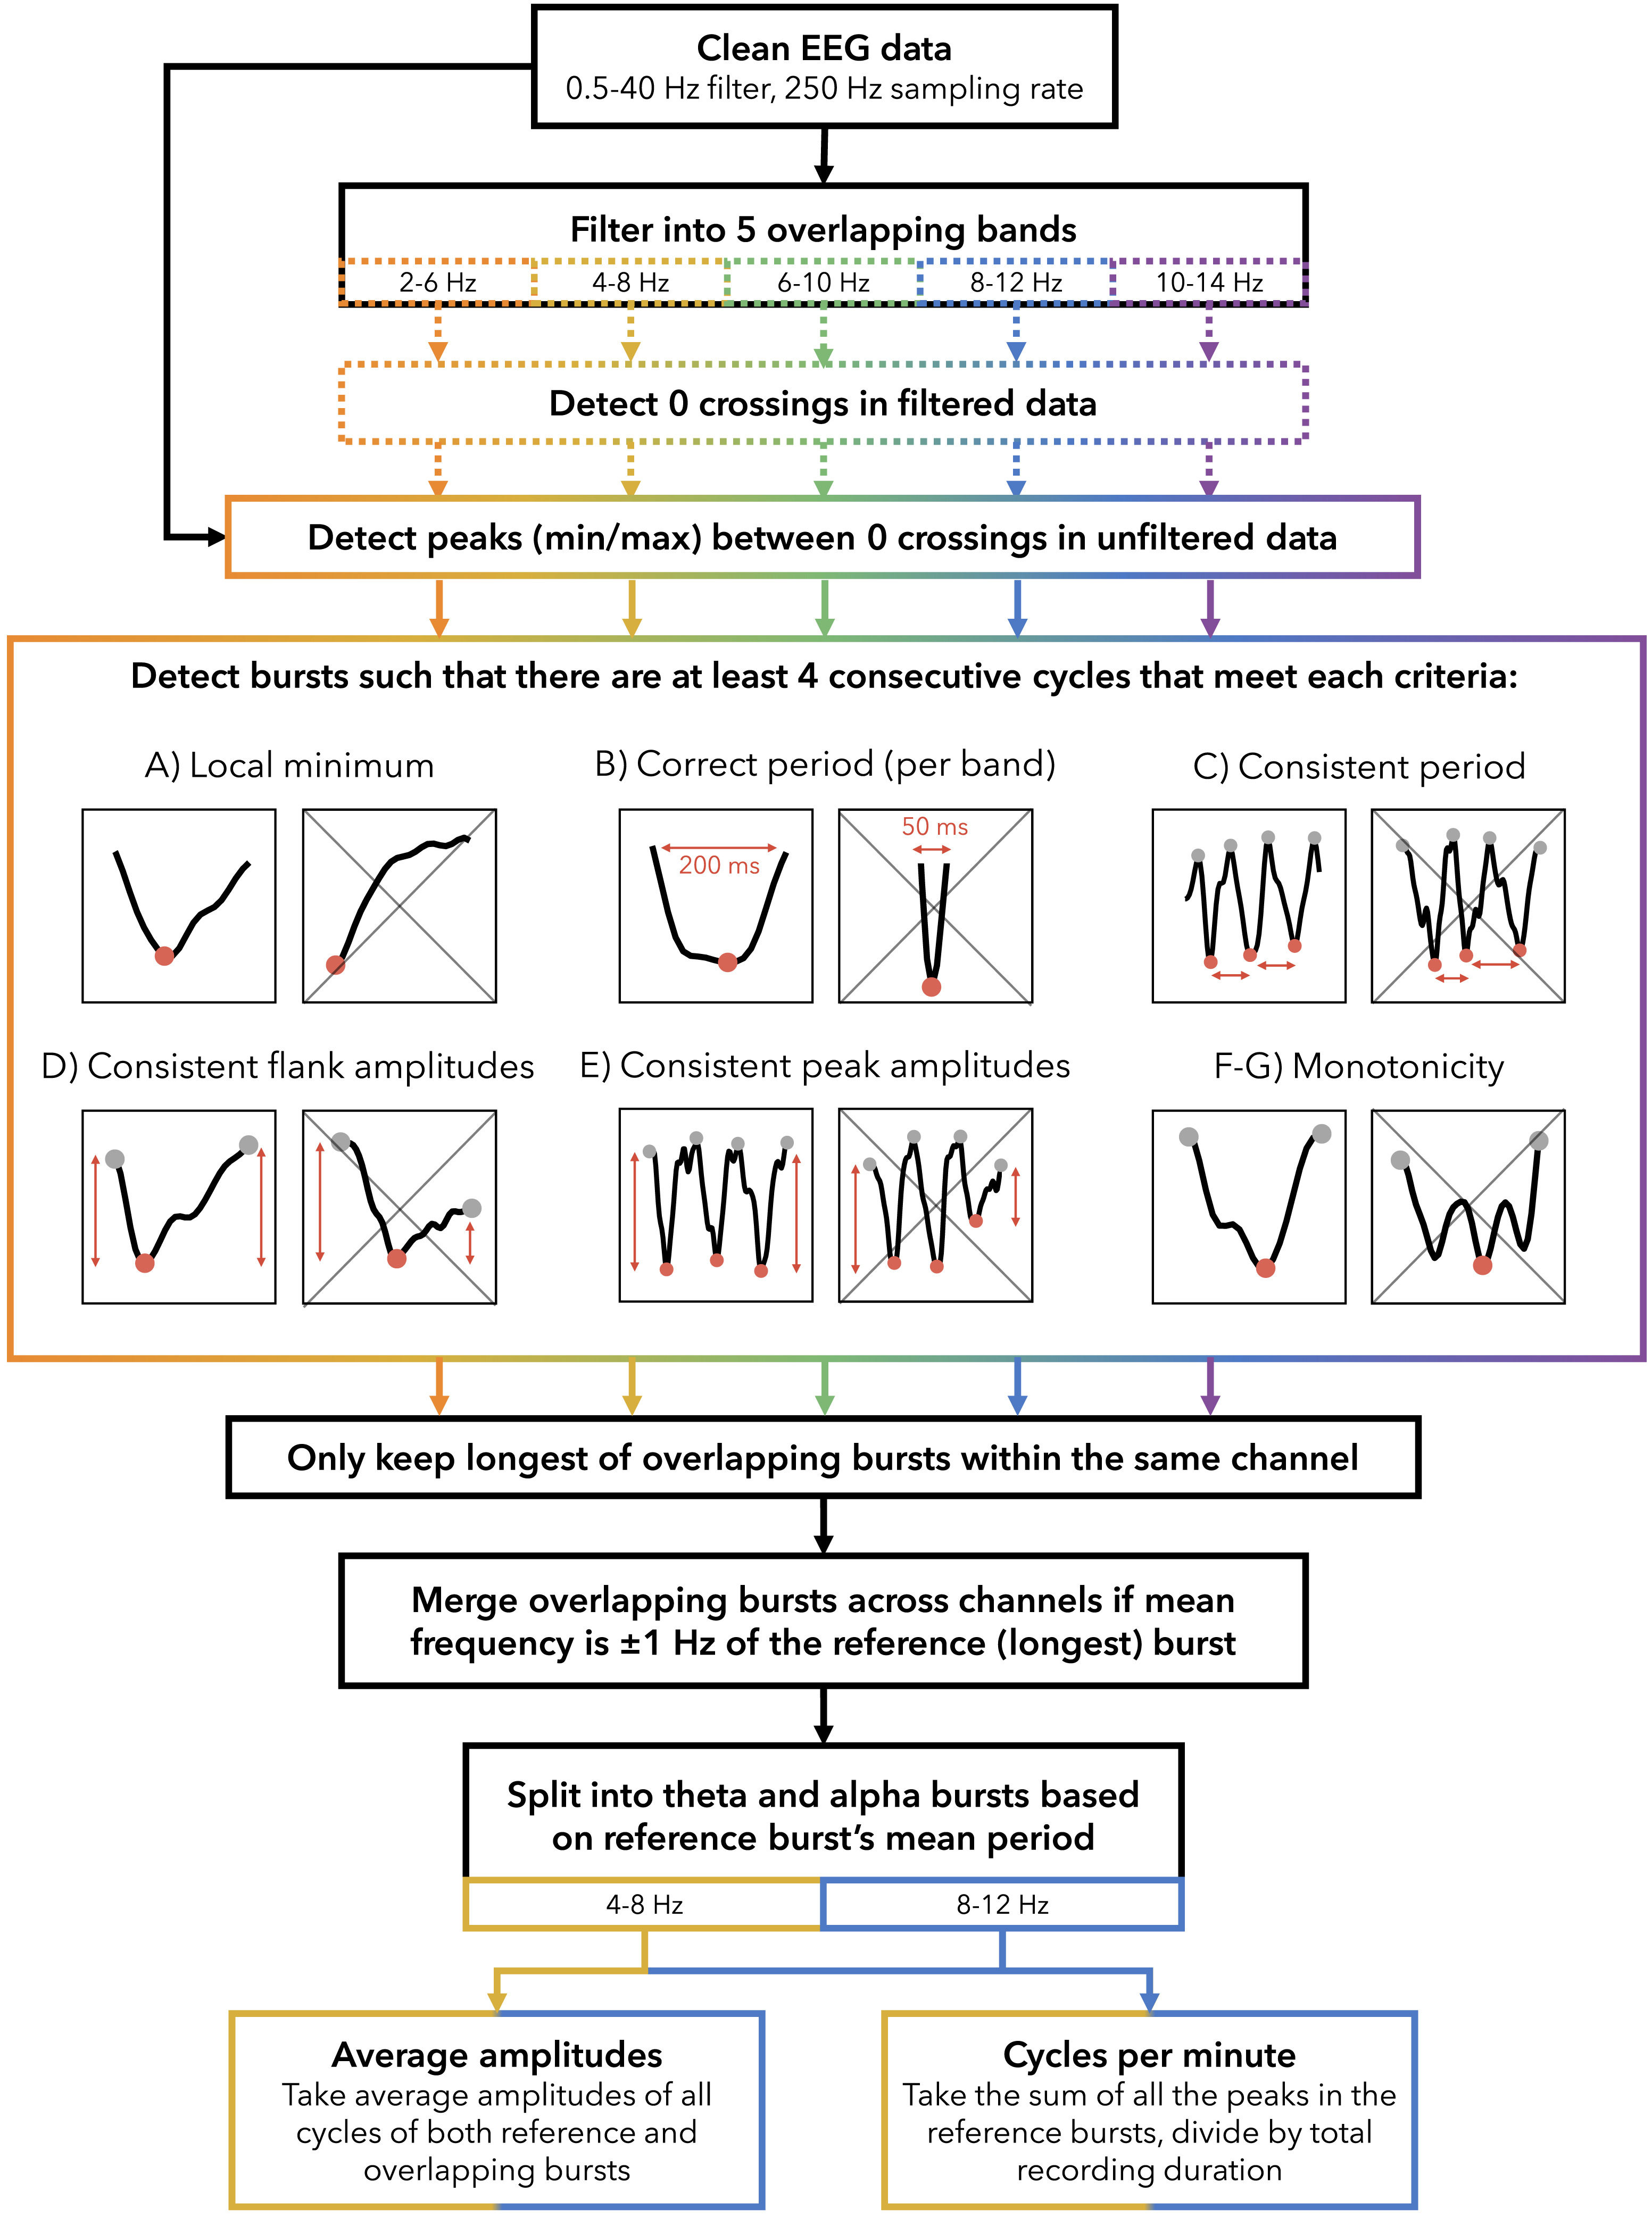 Clean EEG data
0.5-40 Hz filter, 250 Hz sampling rate
Filter into 5 overlapping bands
2-6 Hz
4-8 Hz
6-10 Hz
8-12 Hz
10-14 Hz
Detect 0 crossings in filtered data
Detect peaks (min/max) between 0 crossings in unfiltered data
Detect bursts such that there are at least 4 consecutive cycles that meet each criteria:
A) Local minimum
B) Correct period (per band)
200 ms
50 ms
C) Consistent period
D) Consistent flank amplitudes
E) Consistent peak amplitudes
F-G) Monotonicity
Only keep longest of overlapping bursts within the same channel
Merge overlapping bursts across channels if mean
frequency is ±1 Hz of the reference (longest) burst
Split into theta and alpha bursts based
on reference burst’s mean period
4-8 Hz
8-12 Hz
Average amplitudes
Take average amplitudes of all
cycles of both reference and
overlapping bursts
Cycles per minute
Take the sum of all the peaks in the
reference bursts, divide by total
recording duration